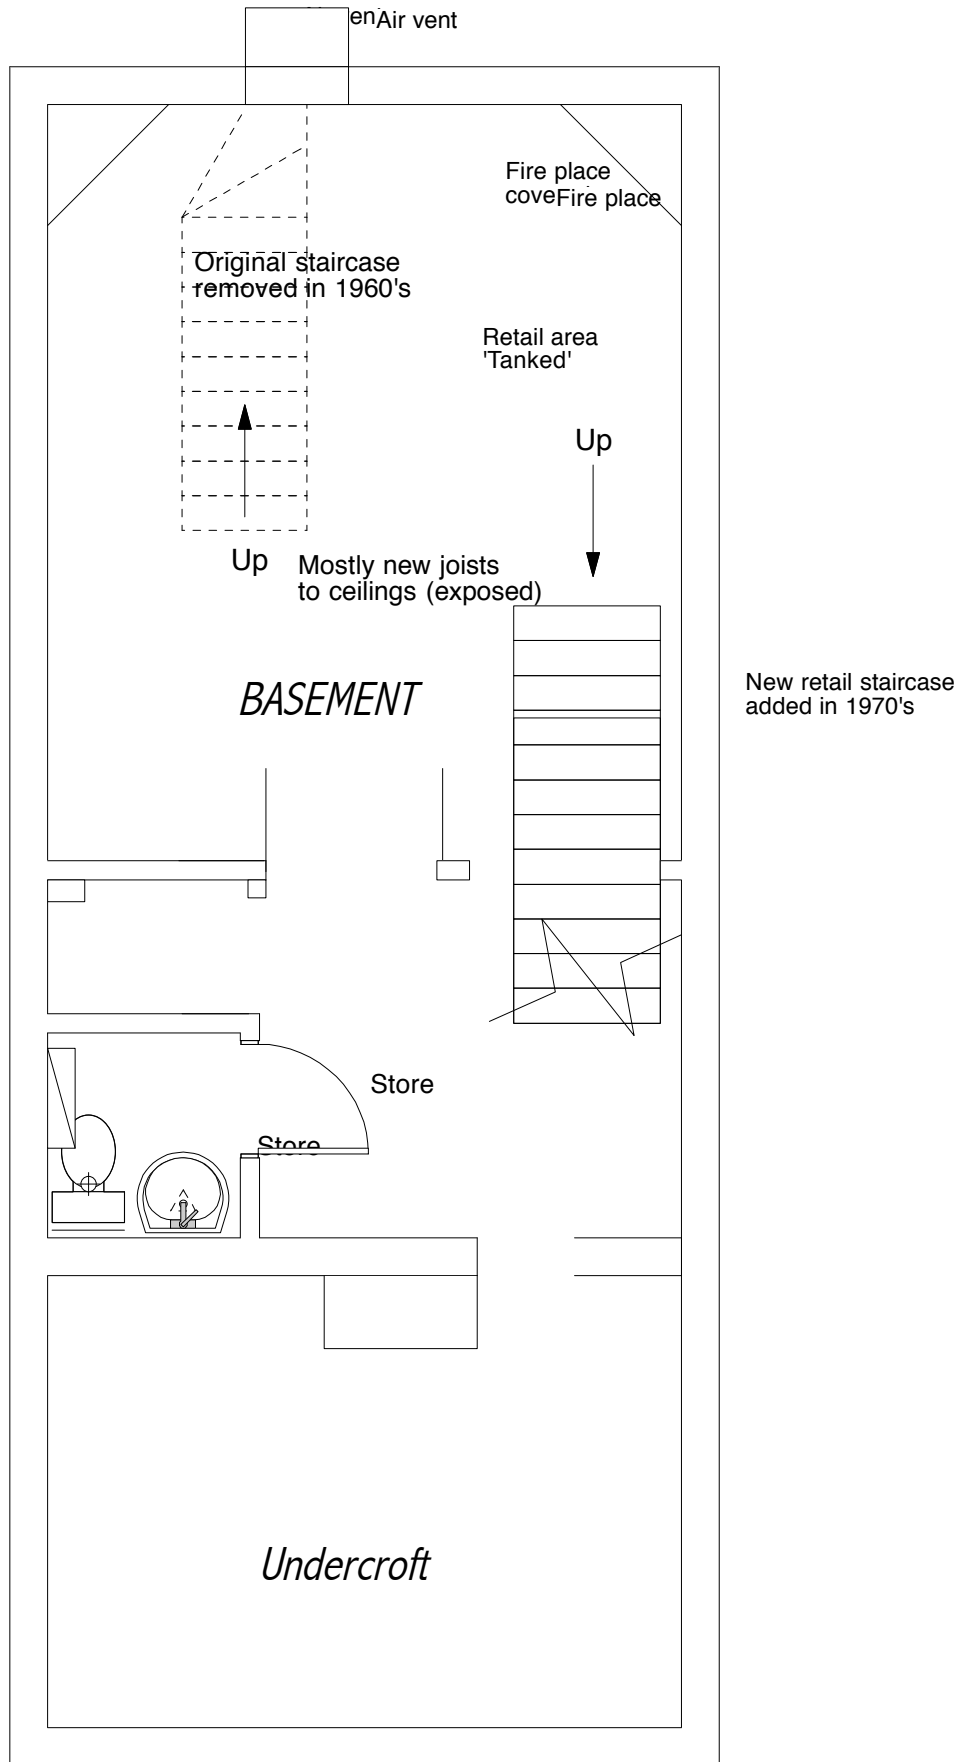 Air vent
Fire place
Fire place
Original staircase
removed in 1960's
Retail area
'Tanked'
Up
Up
Mostly new joists
to ceilings (exposed)
BASEMENT
New retail staircase
added in 1970's
Store
Store
Undercroft